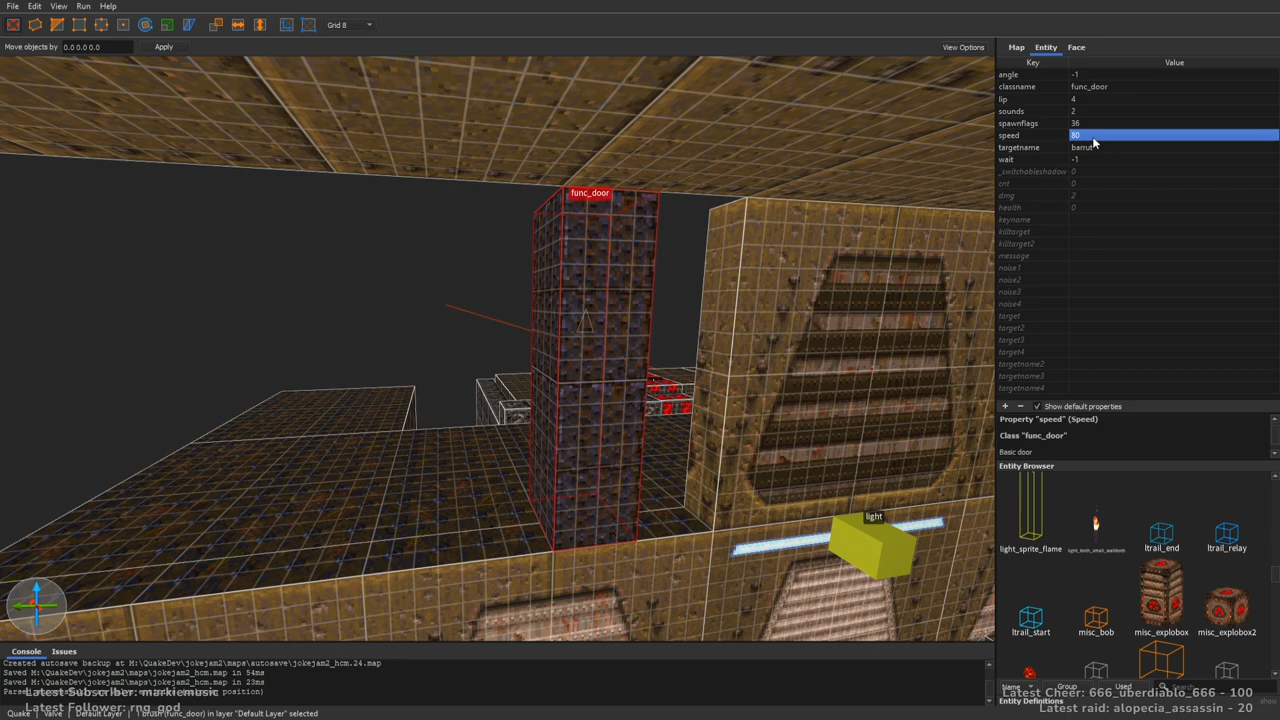 File Edit View Run Help
Grid 8
Move objects by 0.0 0.0 0.0 Apply View Options
Map Entity Face
Key Value
angle -1
classname func_door
lip 4
sounds 2
spawnflags 36
speed 80
targetname barrut
wait -1
_switchableshadow 0
cnt 0
dmg 2
health 0
keyname
killtarget
killtarget2
message
noise1
noise2
noise3
noise4
target
target2
target3
target4
targetname2
targetname3
targetname4
+ − Show default properties
Property "speed" (Speed)
Class "func_door"
Basic door
Entity Browser
light_sprite_flame
ltrail_end
ltrail_relay
ltrail_start
misc_bob
misc_explobox
misc_explobox2
Name Group Used Search
Entity Definitions show
func_door
light
Console Issues
Created autosave backup at M:\QuakeDev\jokejam2\maps\autosave\jokejam2_hcm.24.map
Saved M:\QuakeDev\jokejam2\maps\jokejam2_hcm.map in 54ms
Saved M:\QuakeDev\jokejam2\maps\jokejam2_hcm.map in 23ms
Latest Subscriber: markiemusic
Latest Follower: rng_god
Latest Cheer: 666_uberdiablo_666 - 100
Latest raid: alopecia_assassin - 20
Quake Valve Default Layer 1 brush (func_door) in layer "Default Layer" selected